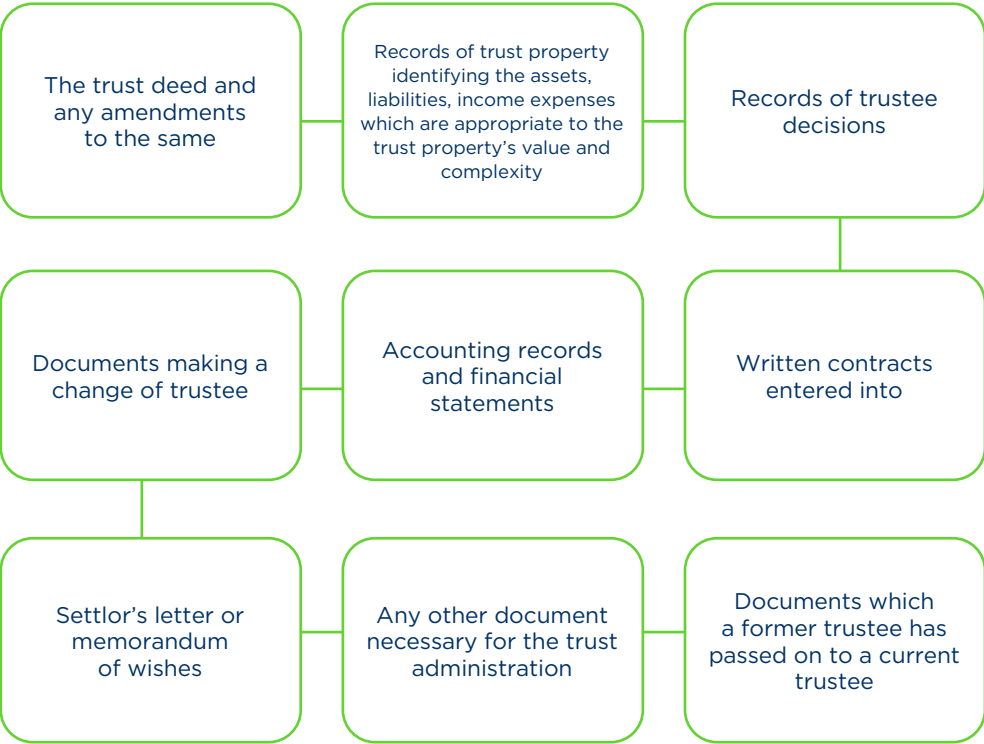 The trust deed and
any amendments
to the same
Records of trust property
identifying the assets,
liabilities, income expenses
which are appropriate to the
trust property’s value and
complexity
Records of trustee
decisions
Written contracts
entered into
Accounting records
and financial
statements
Documents making a
change of trustee
Settlor’s letter or
memorandum
of wishes
Any other document
necessary for the trust
administration
Documents which
a former trustee has
passed on to a current
trustee